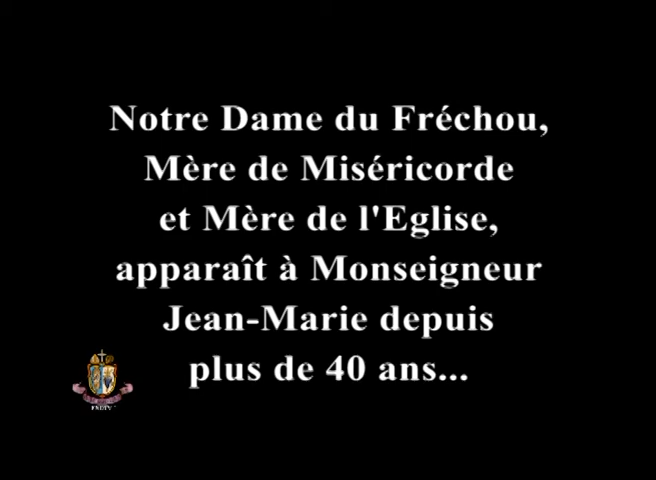 Notre Dame du Fréchou,
Mère de Miséricorde
et Mère de l'Eglise,
apparaît à Monseigneur
Jean-Marie depuis
plus de 40 ans...